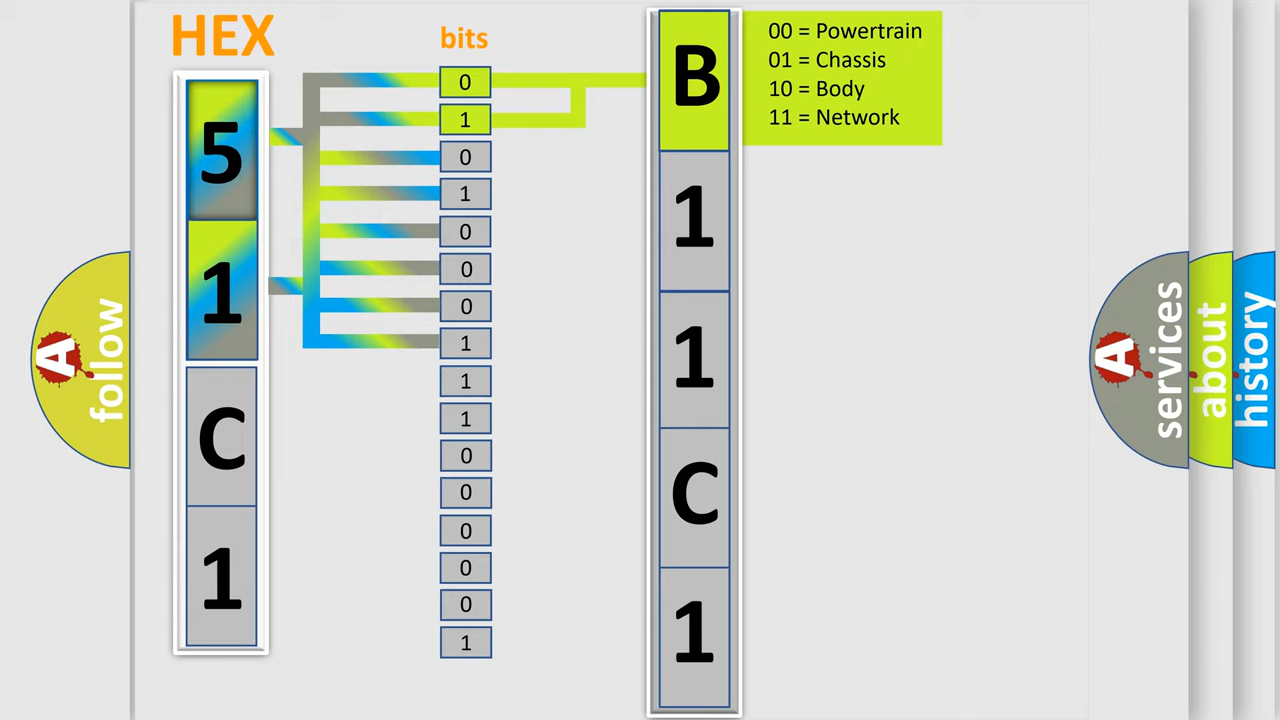 HEX
bits
5
1
C
1
0
1
0
1
0
0
0
1
1
1
0
0
0
0
0
1
B
1
1
C
1
00 = Powertrain
01 = Chassis
10 = Body
11 = Network
A
follow
A
services
about
history